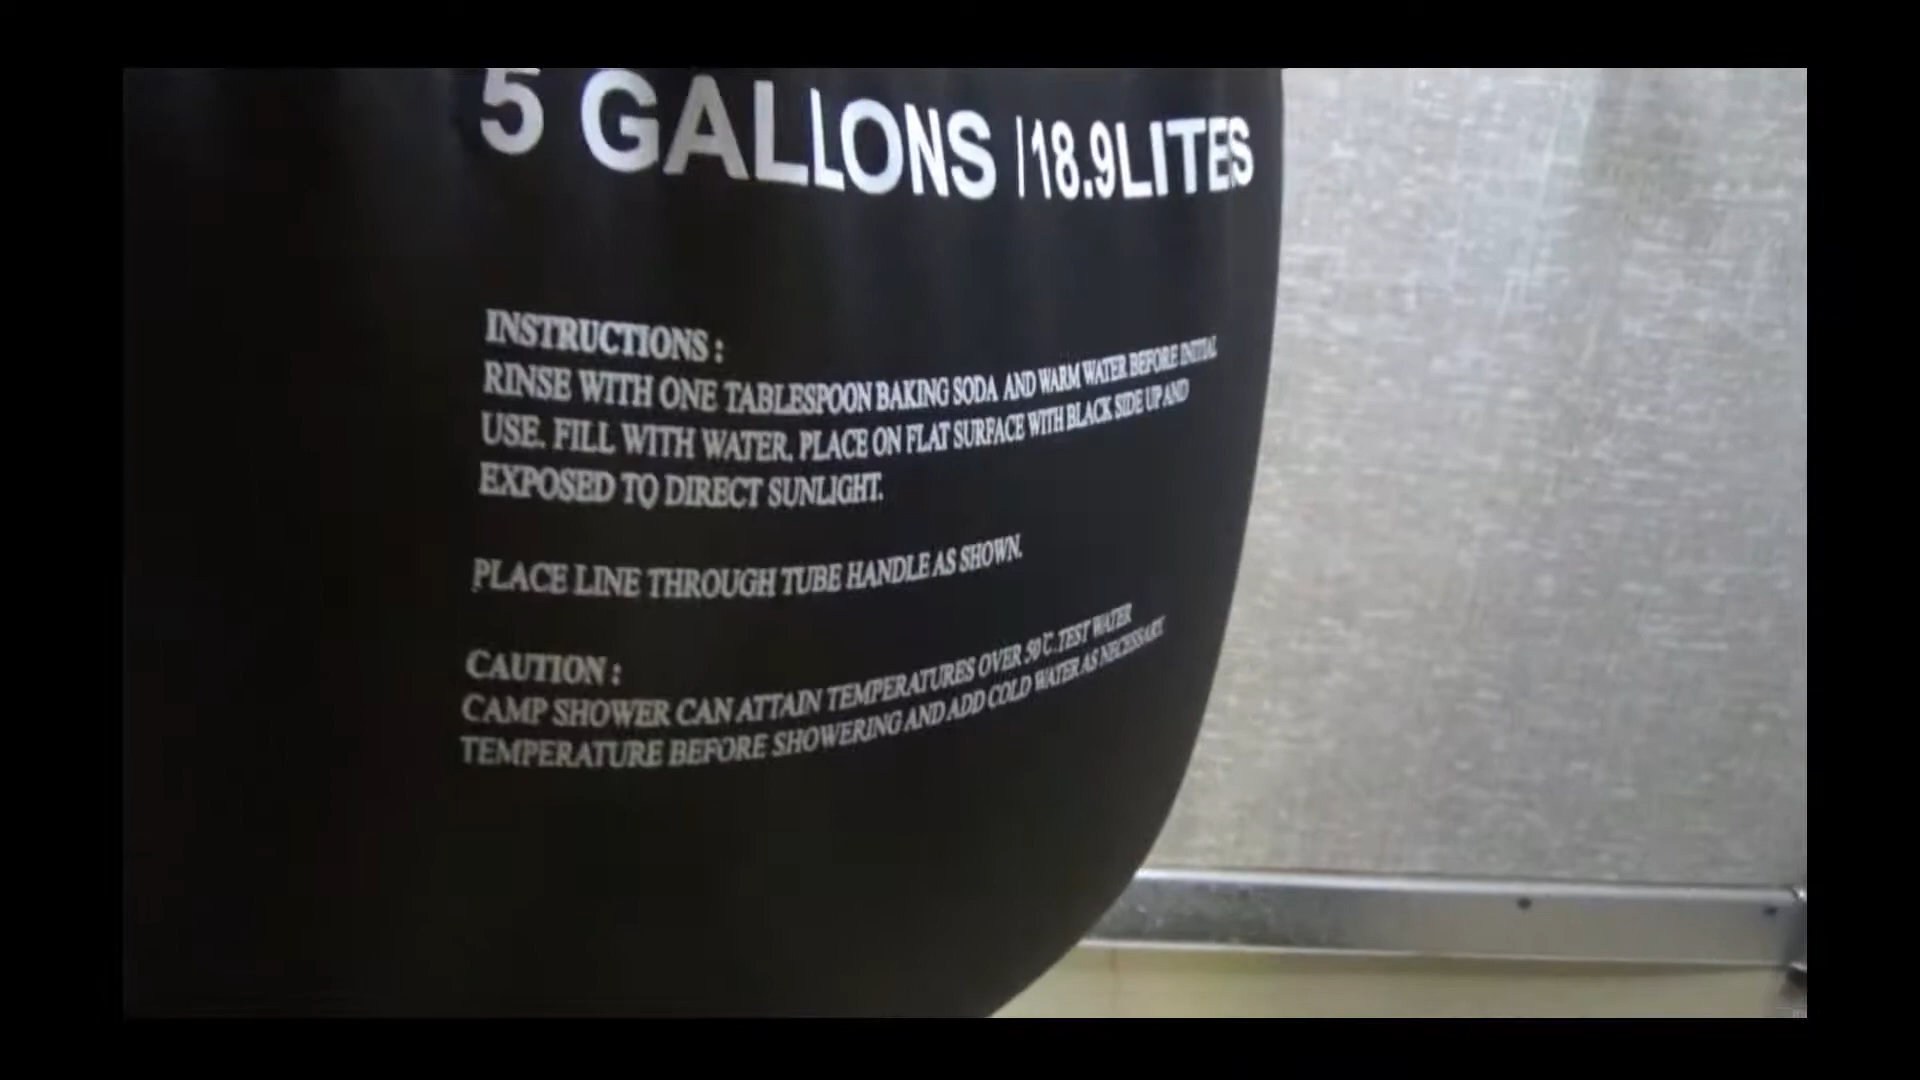 5 GALLONS /18.9LITES
INSTRUCTIONS :
RINSE WITH ONE TABLESPOON BAKING SODA AND WARM WATER BEFORE INITIAL
USE. FILL WITH WATER. PLACE ON FLAT SURFACE WITH BLACK SIDE UP AND
EXPOSED TO DIRECT SUNLIGHT.
PLACE LINE THROUGH TUBE HANDLE AS SHOWN.
CAUTION :
CAMP SHOWER CAN ATTAIN TEMPERATURES OVER 50℃.TEST WATER
TEMPERATURE BEFORE SHOWERING AND ADD COLD WATER AS NECESSARY.